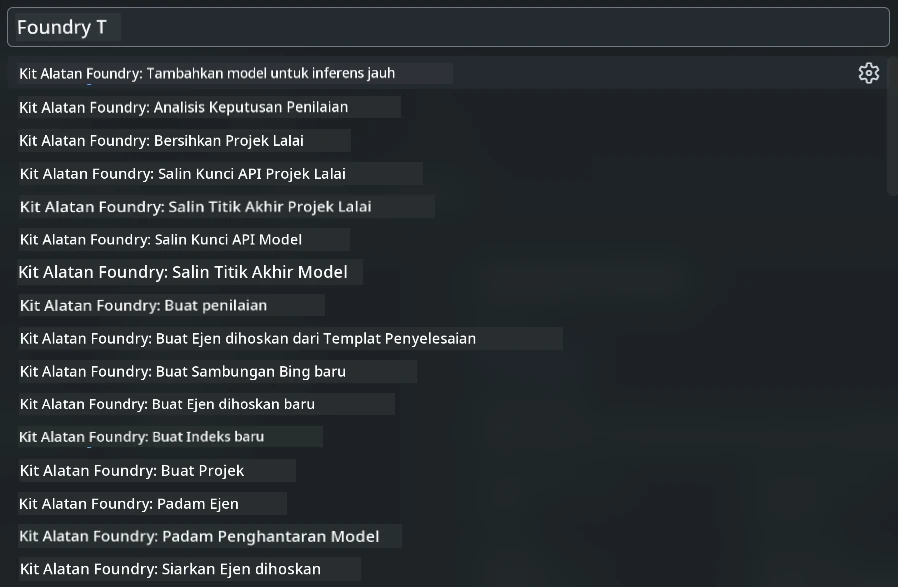 Foundry T
Kit Alatan Foundry: Tambahkan model untuk inferens jauh
Kit Alatan Foundry: Analisis Keputusan Penilaian
Kit Alatan Foundry: Bersihkan Projek Lalai
Kit Alatan Foundry: Salin Kunci API Projek Lalai
Kit Alatan Foundry: Salin Titik Akhir Projek Lalai
Kit Alatan Foundry: Salin Kunci API Model
Kit Alatan Foundry: Salin Titik Akhir Model
Kit Alatan Foundry: Buat penilaian
Kit Alatan Foundry: Buat Ejen dihoskan dari Templat Penyelesaian
Kit Alatan Foundry: Buat Sambungan Bing baru
Kit Alatan Foundry: Buat Ejen dihoskan baru
Kit Alatan Foundry: Buat Indeks baru
Kit Alatan Foundry: Buat Projek
Kit Alatan Foundry: Padam Ejen
Kit Alatan Foundry: Padam Penghantaran Model
Kit Alatan Foundry: Siarkan Ejen dihoskan